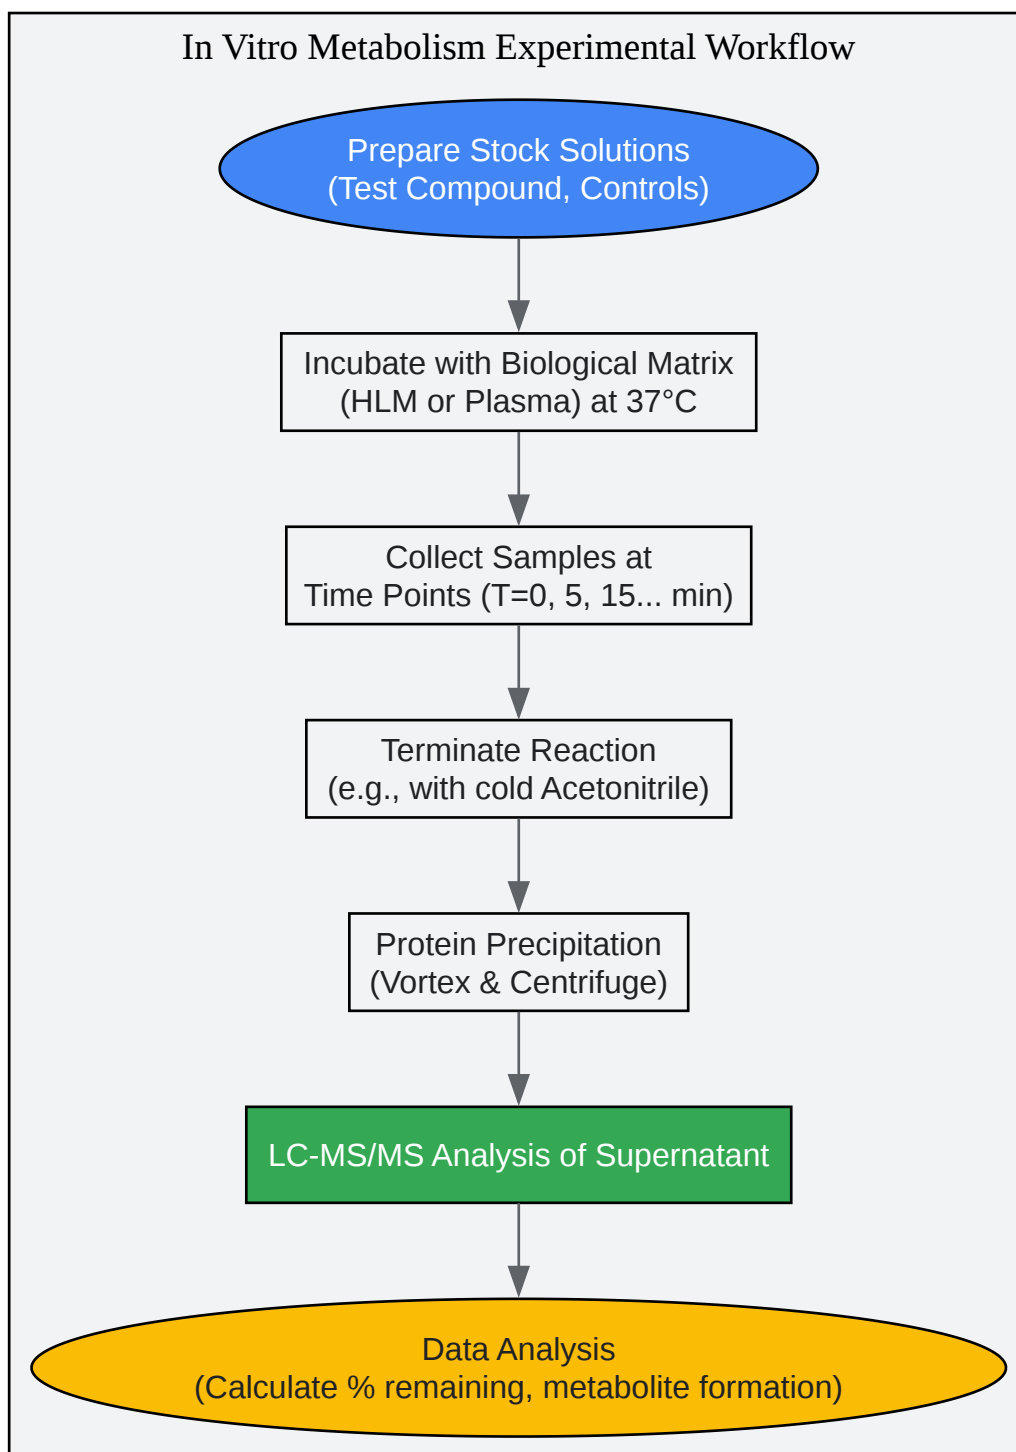 In Vitro Metabolism Experimental Workflow
Prepare Stock Solutions
(Test Compound, Controls)
Incubate with Biological Matrix
(HLM or Plasma) at 37°C
Collect Samples at
Time Points (T=0, 5, 15... min)
Terminate Reaction
(e.g., with cold Acetonitrile)
Protein Precipitation
(Vortex & Centrifuge)
LC-MS/MS Analysis of Supernatant
Data Analysis
(Calculate % remaining, metabolite formation)